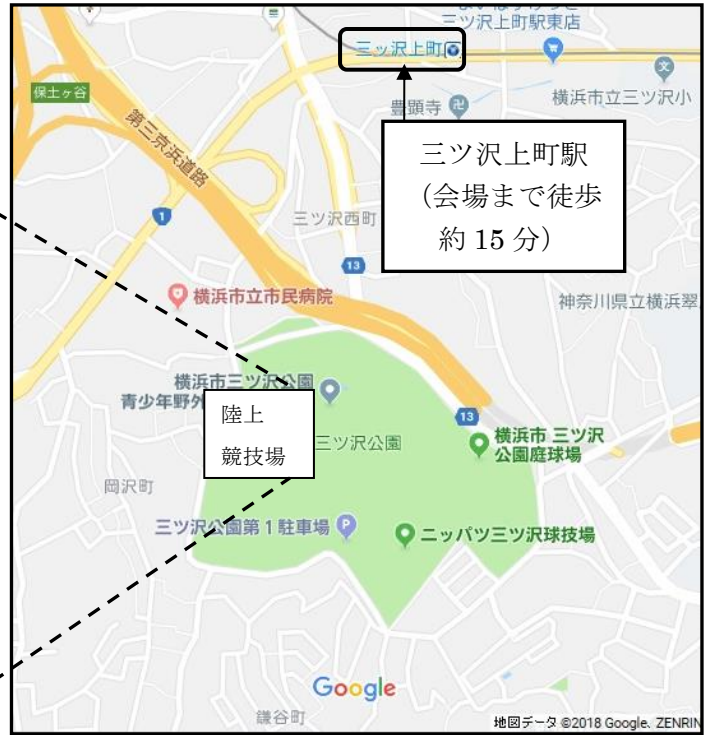 三ツ沢上町駅東店
三ッ沢上町
保土ヶ谷
豊顕寺
横浜市立三ツ沢小
第三京浜道路
三ツ沢上町駅
（会場まで徒歩
約 15 分）
1
三ツ沢西町
13
横浜市立市民病院
神奈川県立横浜翠
横浜市三ツ沢公園
青少年野外
陸上
競技場
三ツ沢公園
13
横浜市 三ツ沢
公園庭球場
岡沢町
三ツ沢公園第１駐車場
P
ニッパツ三ツ沢球技場
Google
鎌谷町
地図データ ©2018 Google、ZENRIN